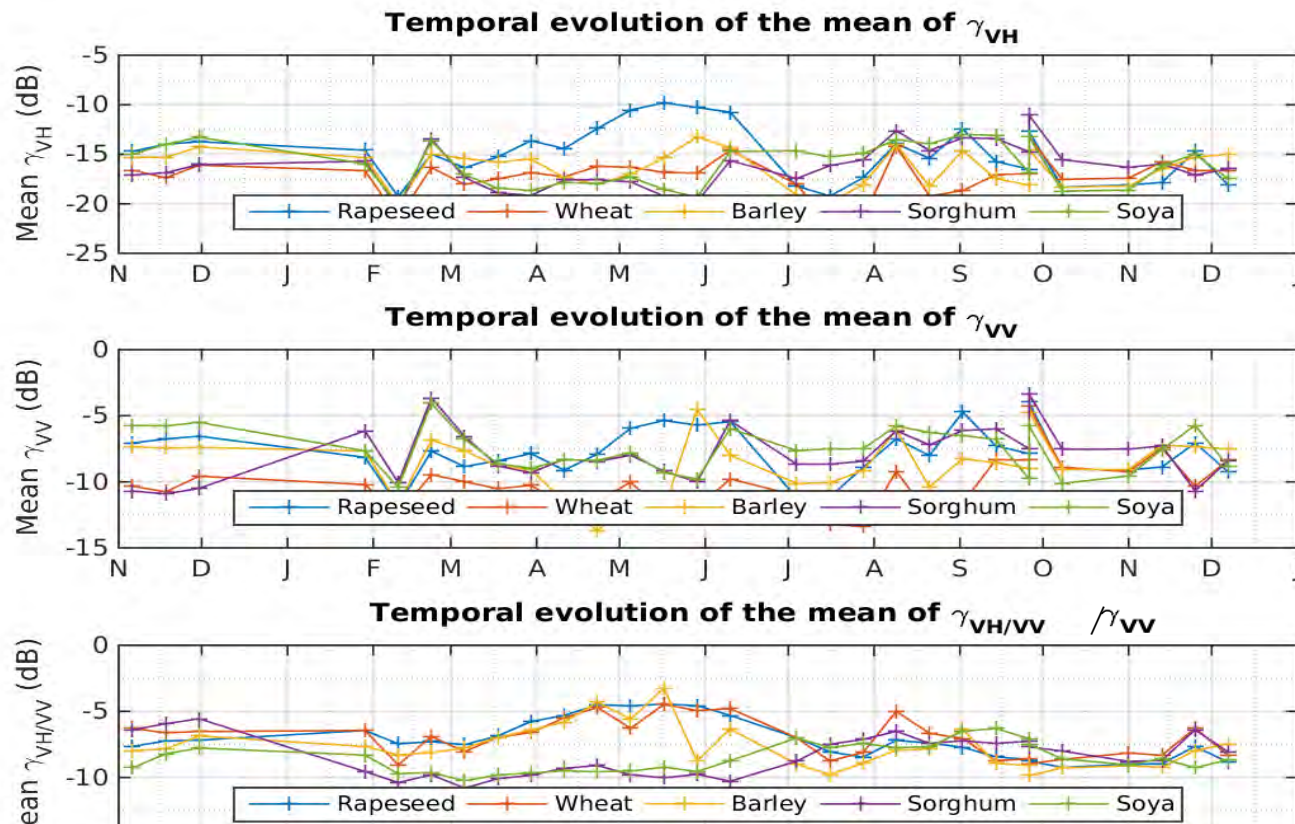 Temporal evolution of the mean of γVH
Mean γVH (dB)
-5
-10
-15
-20
-25
Rapeseed Wheat Barley Sorghum Soya
N D J F M A M J J A S O N D J
Temporal evolution of the mean of γVV
Mean γVV (dB)
0
-5
-10
-15
Rapeseed Wheat Barley Sorghum Soya
N D J F M A M J J A S O N D J
Temporal evolution of the mean of γVH/VV /γVV
ean γVH/VV (dB)
0
-5
-10
Rapeseed Wheat Barley Sorghum Soya